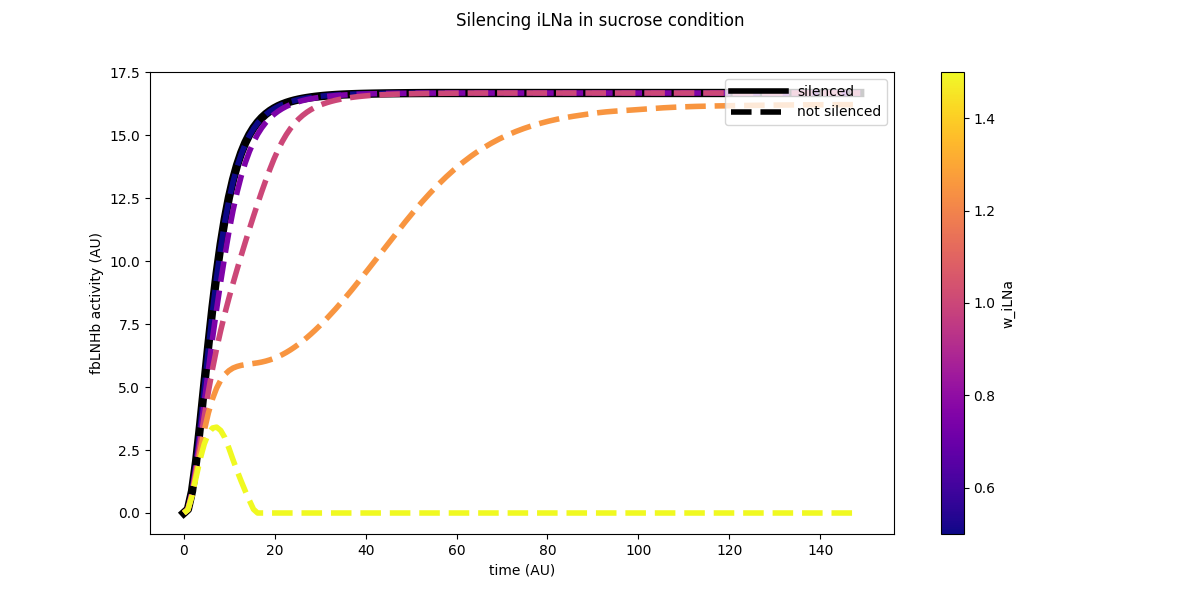 Silencing iLNa in sucrose condition
17.5
15.0
12.5
10.0
7.5
5.0
2.5
0.0
fbLNHb activity (AU)
silenced
not silenced
0 20 40 60 80 100 120 140
time (AU)
1.4
1.2
1.0
0.8
0.6
w_iLNa